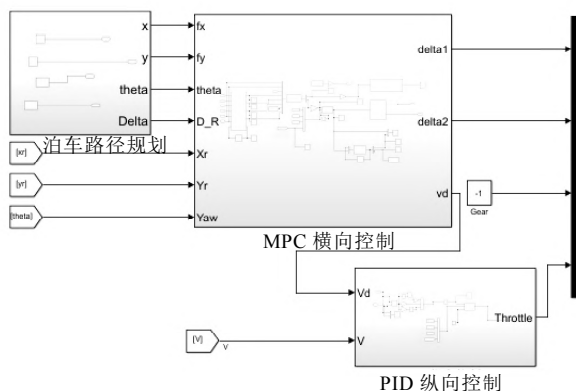 x
y
theta
Delta
泊车路径规划
[xr]
[yr]
[theta]
fx
fy
theta
D_R
Xr
Yr
Yaw
delta1
delta2
vd
MPC 横向控制
-1
Gear
[V]
V
Vd
V
Throttle
PID 纵向控制